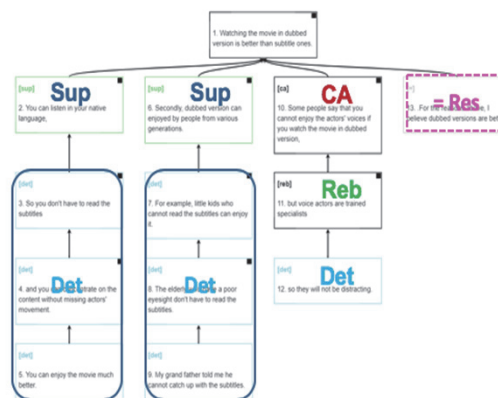 1. Watching the movie in dubbed
version is better than subtitle ones.
[sup]
Sup
2. You can listen in your native
language,
[sup]
Sup
6. Secondly, dubbed version can
enjoyed by people from various
generations.
[ca]
CA
10. Some people say that you
cannot enjoy the actors' voices if
you watch the movie in dubbed
version,
= Res
For the
believe dubbed versions are
[det]
3. So you don't have to read the
subtitles
[det]
7. For example, little kids who
cannot read the subtitles can enjoy
it.
[reb]
Reb
11. but voice actors are trained
specialists
[det]
Det
4. and you
content without missing actors'
movement.
[det]
Det
8. The elderly
a poor
eyesight don't have to read the
subtitles.
[det]
Det
12. so they will not be distracting.
[det]
5. You can enjoy the movie much
better.
[det]
9. My grand father told me he
cannot catch up with the subtitles.